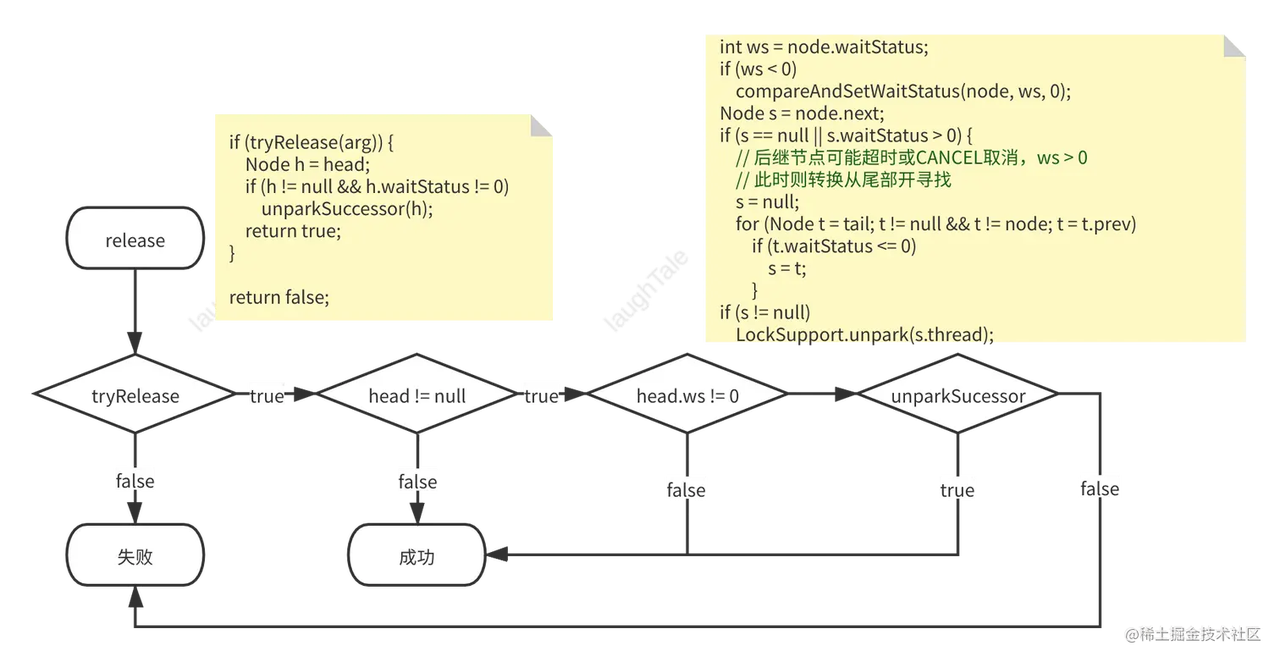 if (tryRelease(arg)) {
Node h = head;
if (h != null && h.waitStatus != 0)
unparkSuccessor(h);
return true;
}
return false;
int ws = node.waitStatus;
if (ws < 0)
compareAndSetWaitStatus(node, ws, 0);
Node s = node.next;
if (s == null || s.waitStatus > 0) {
// 后继节点可能超时或CANCEL取消，ws > 0
// 此时则转换从尾部开寻找
s = null;
for (Node t = tail; t != null && t != node; t = t.prev)
if (t.waitStatus <= 0)
s = t;
}
if (s != null)
LockSupport.unpark(s.thread);
release
laughTale
tryRelease
true
head != null
true
head.ws != 0
unparkSucessor
false
false
false
true
false
失败
成功
@稀土掘金技术社区